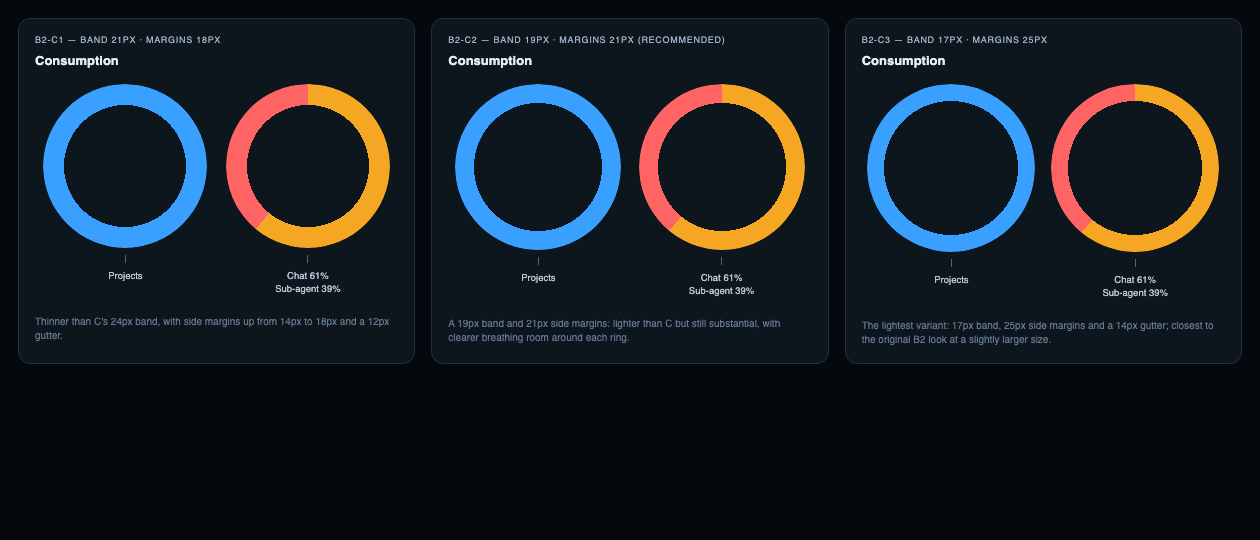 B2-C1 — BAND 21PX · MARGINS 18PX
Consumption
Projects
Chat 61%
Sub-agent 39%
Thinner than C's 24px band, with side margins up from 14px to 18px and a 12px
gutter.
B2-C2 — BAND 19PX · MARGINS 21PX (RECOMMENDED)
Consumption
Projects
Chat 61%
Sub-agent 39%
A 19px band and 21px side margins: lighter than C but still substantial, with
clearer breathing room around each ring.
B2-C3 — BAND 17PX · MARGINS 25PX
Consumption
Projects
Chat 61%
Sub-agent 39%
The lightest variant: 17px band, 25px side margins and a 14px gutter; closest to
the original B2 look at a slightly larger size.